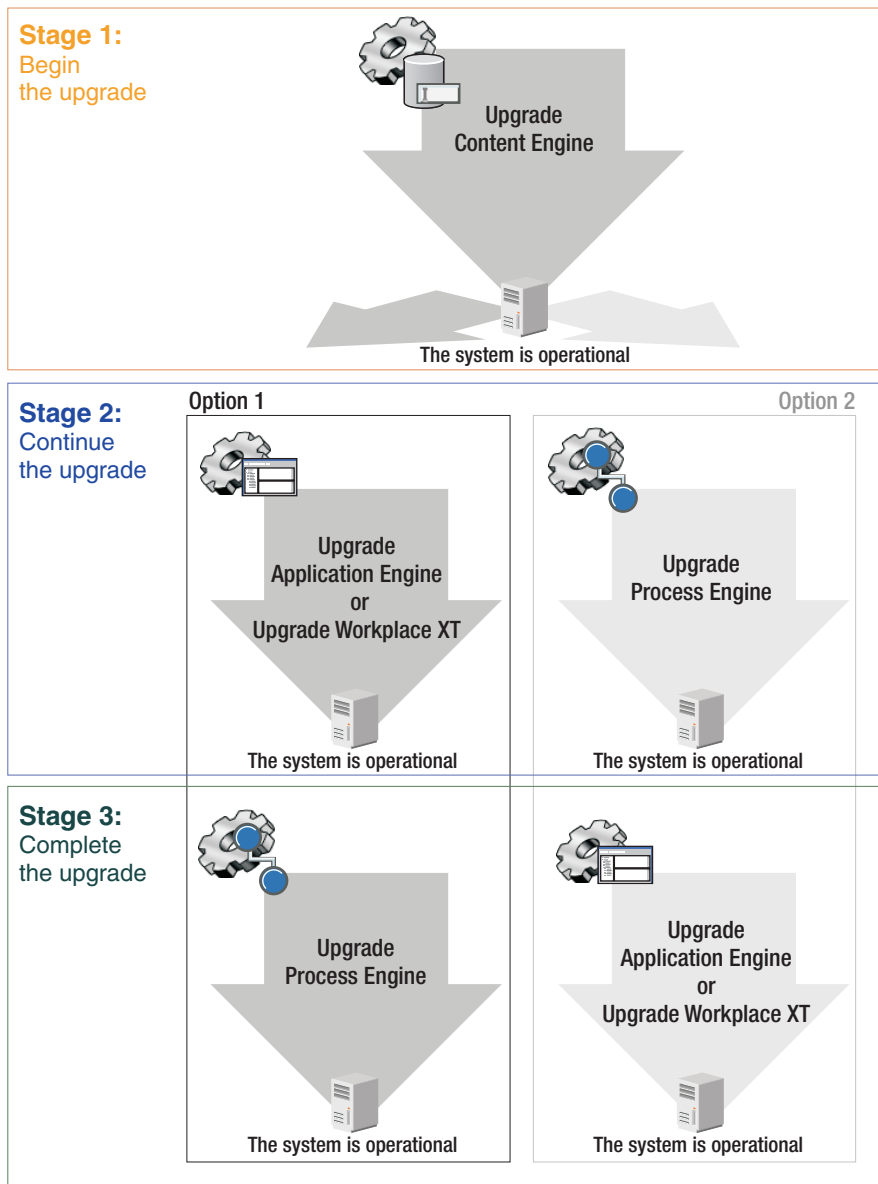 Stage 1:
Begin
the upgrade
Upgrade
Content Engine
The system is operational
Stage 2:
Continue
the upgrade
Option 1
Upgrade
Application Engine
or
Upgrade Workplace XT
The system is operational
Option 2
Upgrade
Process Engine
The system is operational
Stage 3:
Complete
the upgrade
Upgrade
Process Engine
The system is operational
Upgrade
Application Engine
or
Upgrade Workplace XT
The system is operational